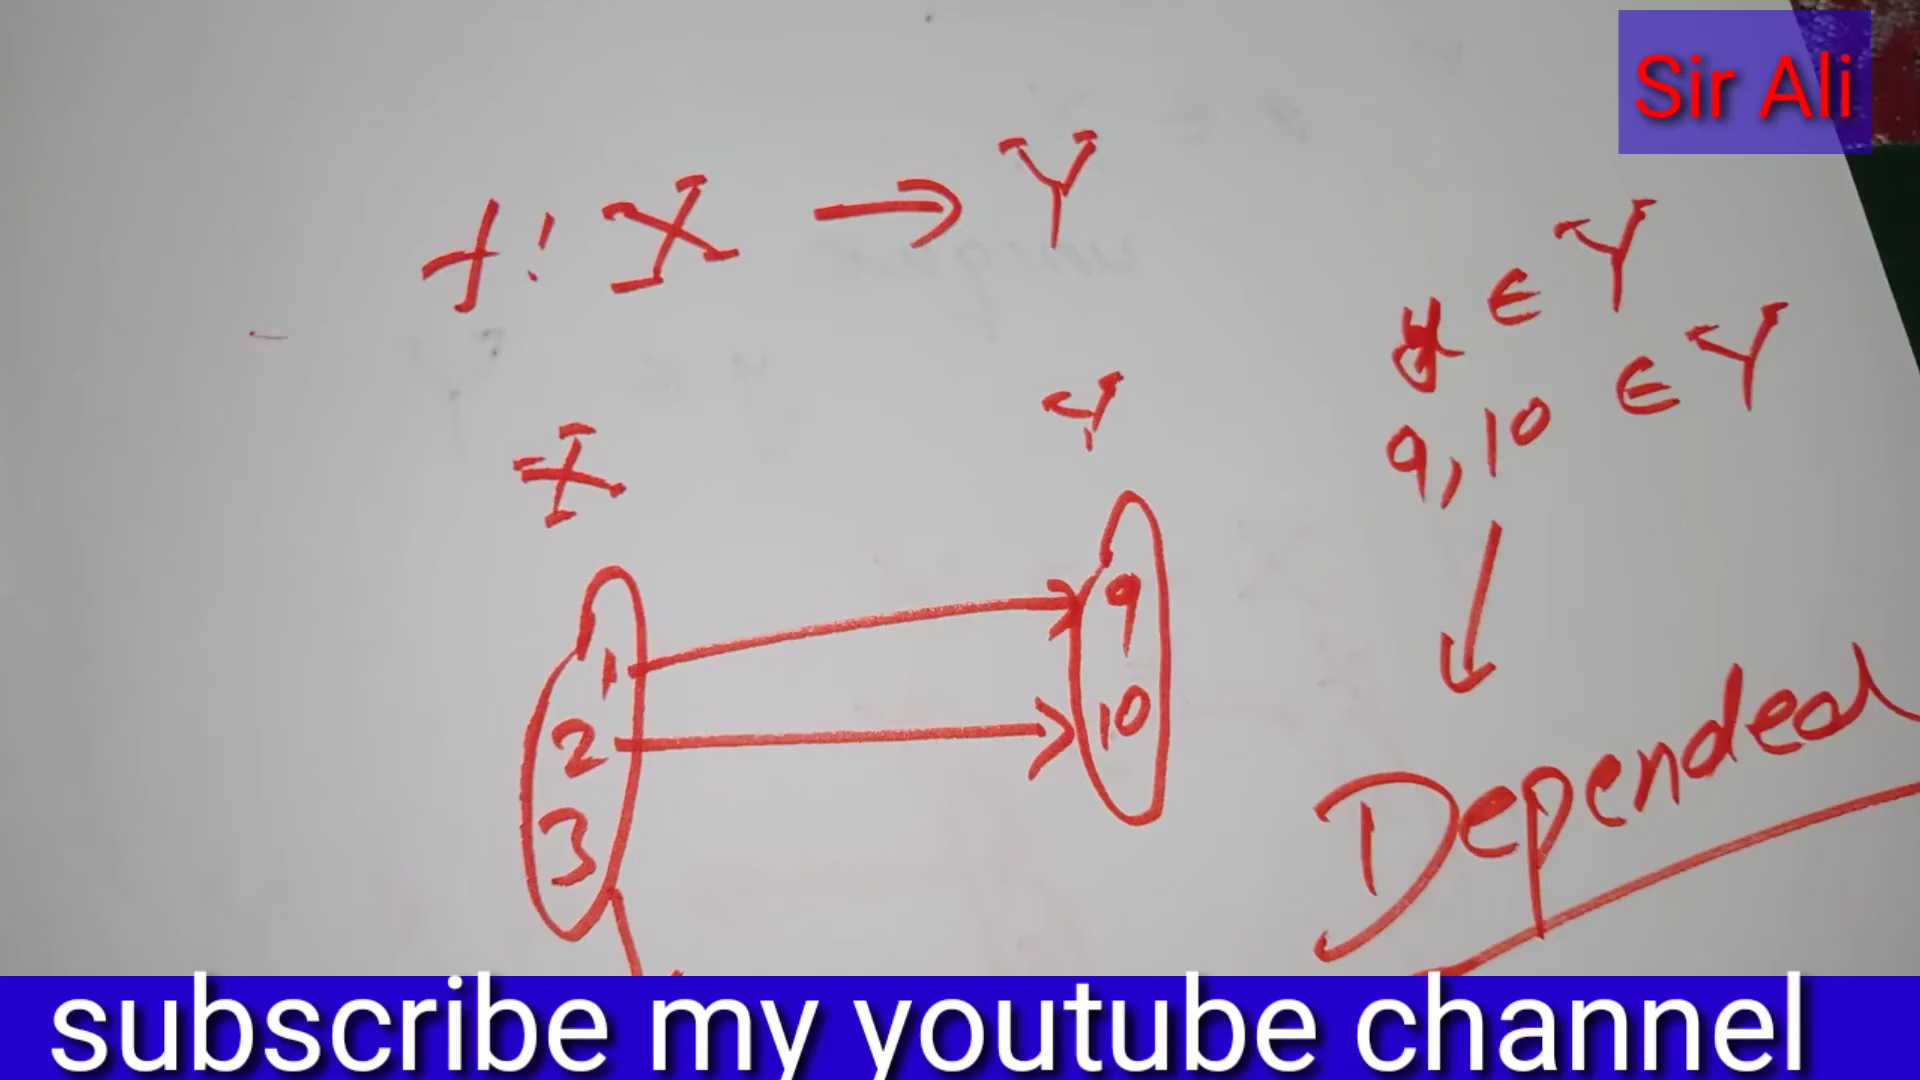 Sir Ali
f: X → Y
y ∈ Y
9, 10 ∈ Y
X Y
1 9
2 10
3
Depended
subscribe my youtube channel